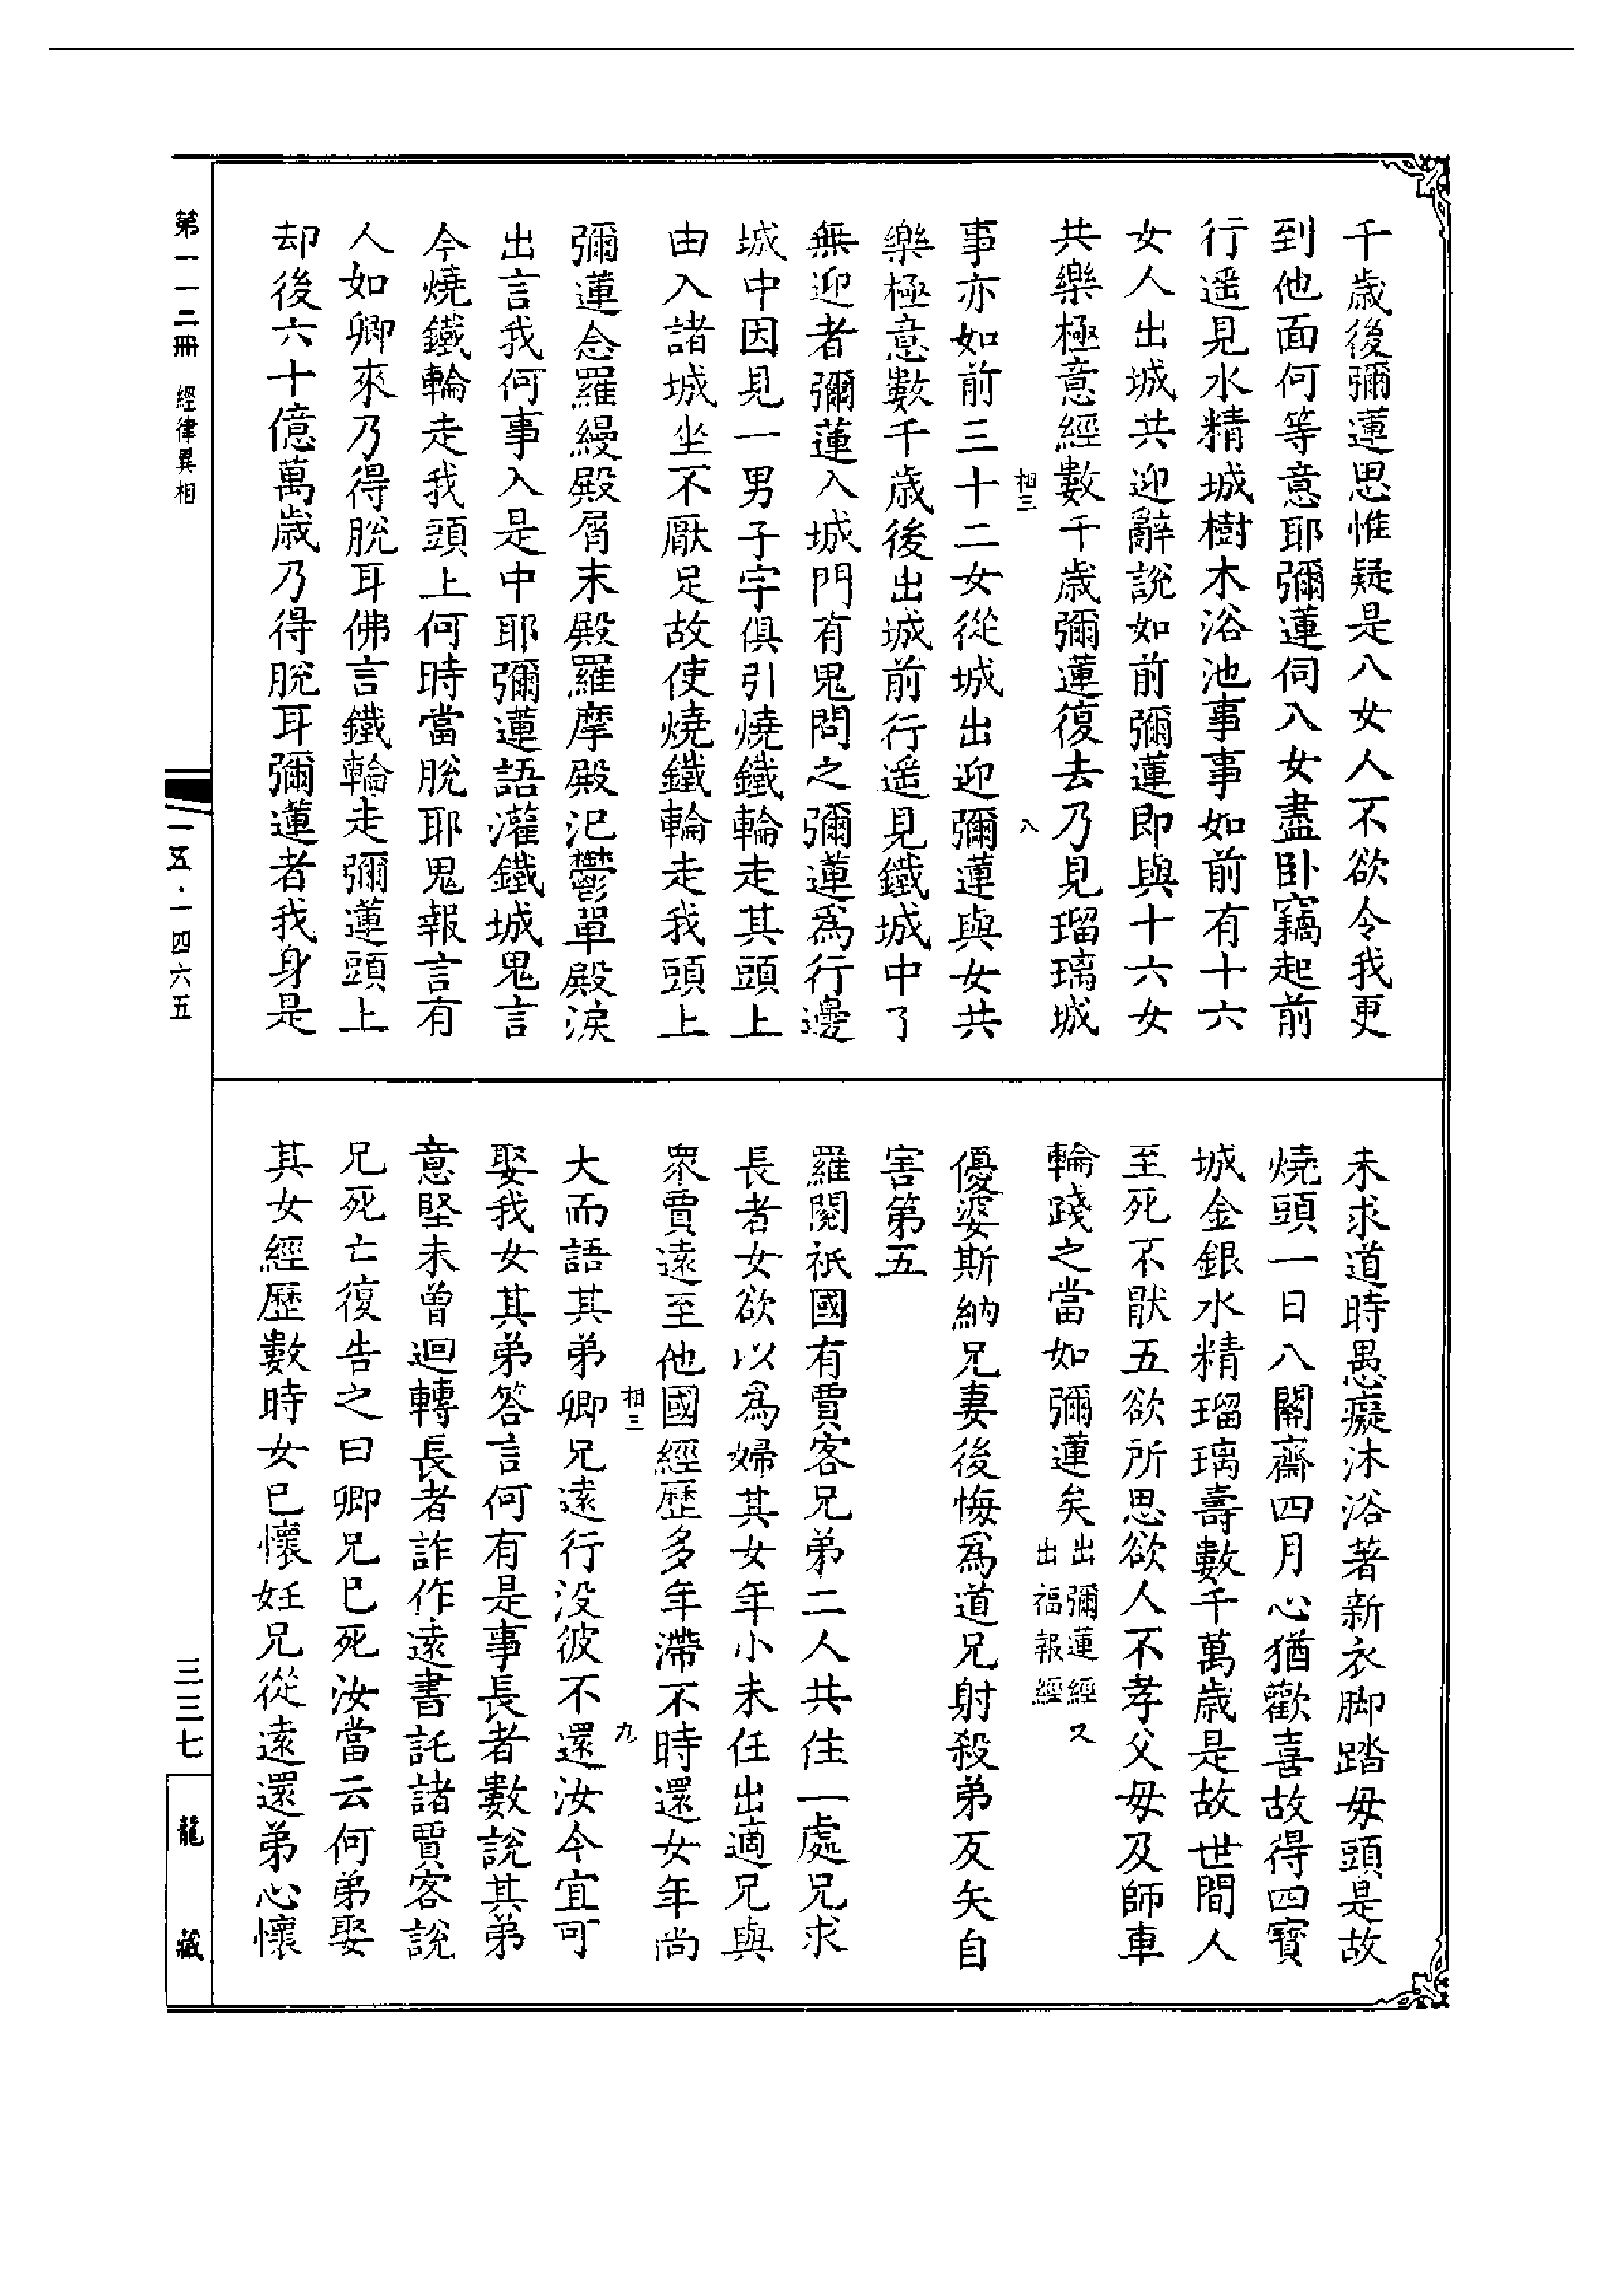 千歲後彌蓮思惟疑是八女人不欲令我更
到他面何等意耶彌蓮伺八女盡卧竊起前
行遥見水精城樹木浴池事事如前有十六
女人出城共迎辭說如前彌蓮即與十六女
共樂極意經數千歲彌蓮復去乃見瑠璃城
相三
八
事亦如前三十二女從城出迎彌蓮與女共
樂極意數千歲後出城前行遥見鐵城中了
無迎者彌蓮入城門有鬼問之彌蓮爲行邊
城中因見一男子字俱引燒鐵輪走其頭上
由入諸城坐不厭足故使燒鐵輪走我頭上
彌蓮念羅縵殿屑末殿羅摩殿汜鬱單殿淚
出言我何事入是中耶彌蓮語灌鐵城鬼言
今燒鐵輪走我頭上何時當脫耶鬼報言有
人如卿來乃得脫耳佛言鐵輪走彌蓮頭上
却後六十億萬歲乃得脫耳彌蓮者我身是
未求道時愚癡沐浴著新衣脚踏毋頭是故
燒頭一日八關齋四月心猶歡喜故得四寳
城金銀水精瑠璃壽數千萬歲是故世間人
至死不猒五欲所思欲人不孝父毋及師車
輪踐之當如彌蓮矣出彌蓮經又
出福報經
優婆斯納兄妻後悔爲道兄射殺弟反矢自
害第五
羅閱祇國有賈客兄弟二人共住一處兄求
長者女欲以爲婦其女年小未任出適兄與
眾賈遠至他國經歷多年滯不時還女年尚
相三
九
大而語其弟卿兄遠行没彼不還汝今宜可
娶我女其弟答言何有是事長者數說其弟
意堅未曾迴轉長者詐作遠書託諸賈客說
兄死亡復告之曰卿兄巳死汝當云何弟娶
其女經歷數時女巳懷妊兄從遠還弟心懷
第一一二冊 經律異相
一五·一四六五
三三七
龍藏